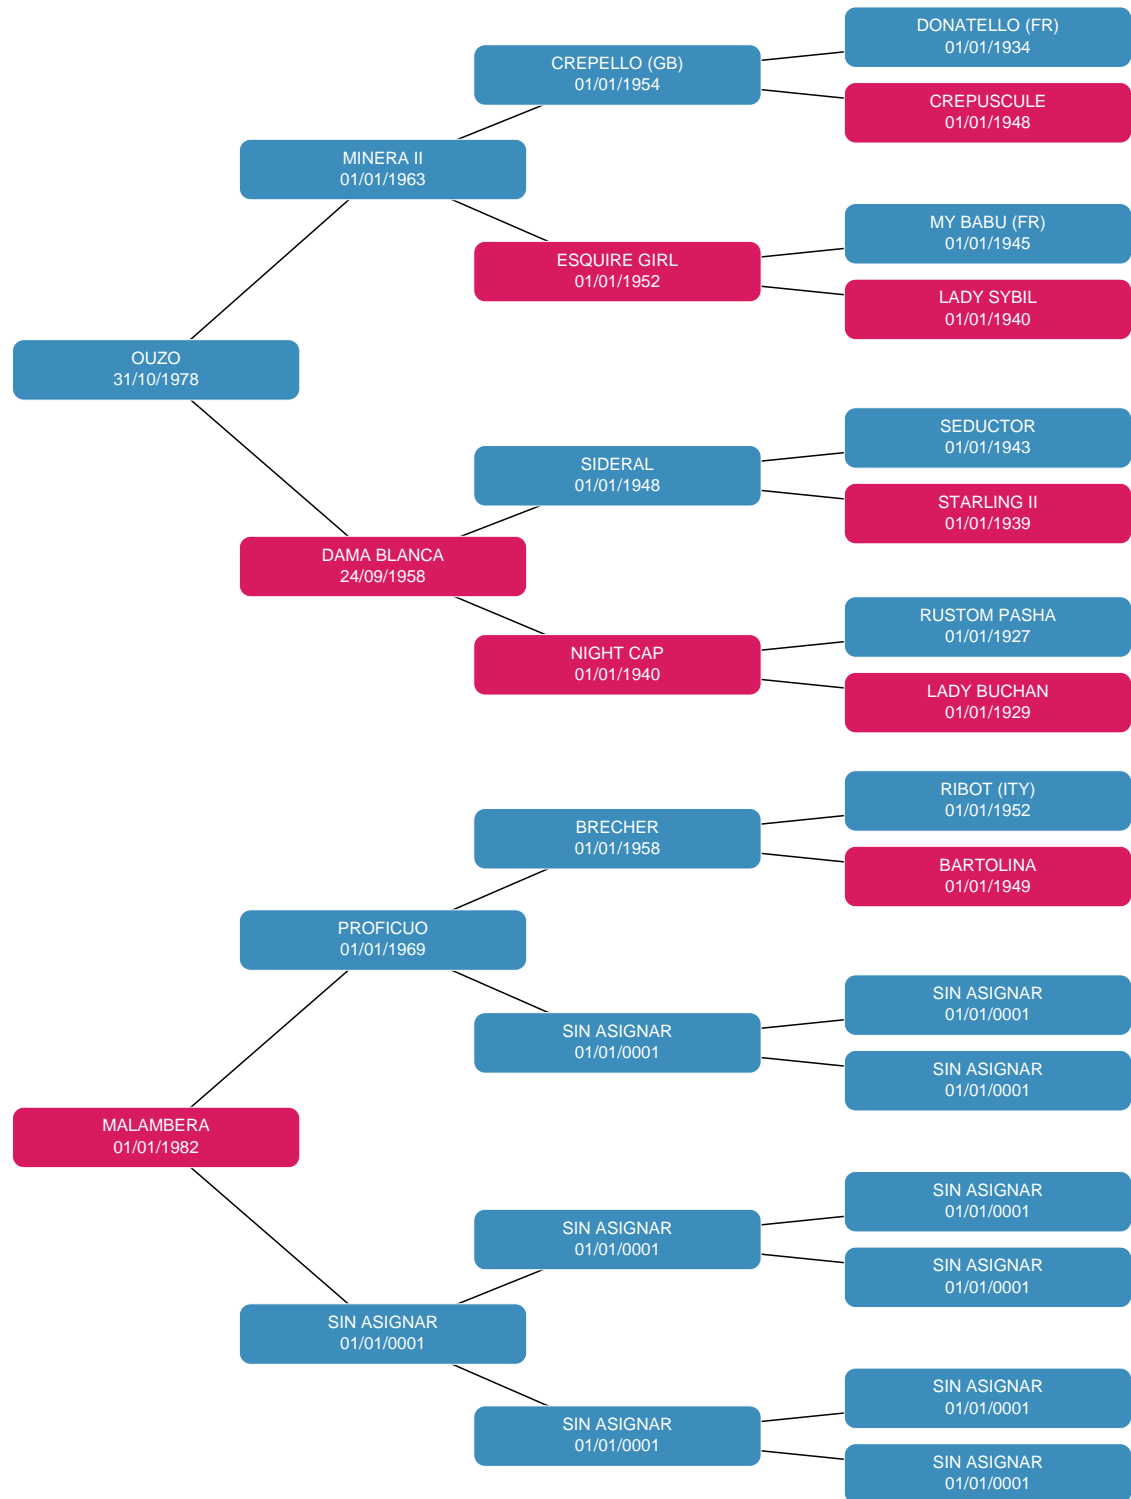 DONATELLO (FR)
01/01/1934
CREPELLO (GB)
01/01/1954
CREPUSCULE
01/01/1948
MINERA II
01/01/1963
MY BABU (FR)
01/01/1945
ESQUIRE GIRL
01/01/1952
LADY SYBIL
01/01/1940
OUZO
31/10/1978
SEDUCTOR
01/01/1943
SIDERAL
01/01/1948
STARLING II
01/01/1939
DAMA BLANCA
24/09/1958
RUSTOM PASHA
01/01/1927
NIGHT CAP
01/01/1940
LADY BUCHAN
01/01/1929
RIBOT (ITY)
01/01/1952
BRECHER
01/01/1958
BARTOLINA
01/01/1949
PROFICUO
01/01/1969
SIN ASIGNAR
01/01/0001
SIN ASIGNAR
01/01/0001
SIN ASIGNAR
01/01/0001
MALAMBERA
01/01/1982
SIN ASIGNAR
01/01/0001
SIN ASIGNAR
01/01/0001
SIN ASIGNAR
01/01/0001
SIN ASIGNAR
01/01/0001
SIN ASIGNAR
01/01/0001
SIN ASIGNAR
01/01/0001
SIN ASIGNAR
01/01/0001